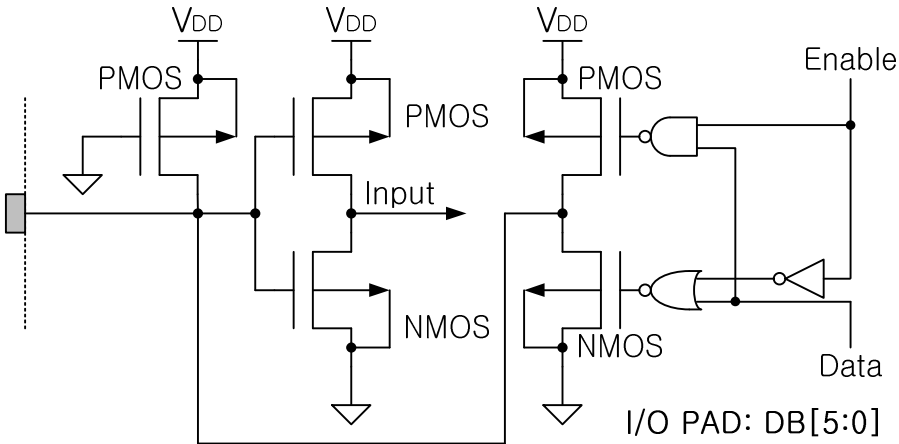 VDD
VDD
VDD
PMOS
PMOS
PMOS
Enable
Input
NMOS
NMOS
Data
I/O PAD: DB[5:0]